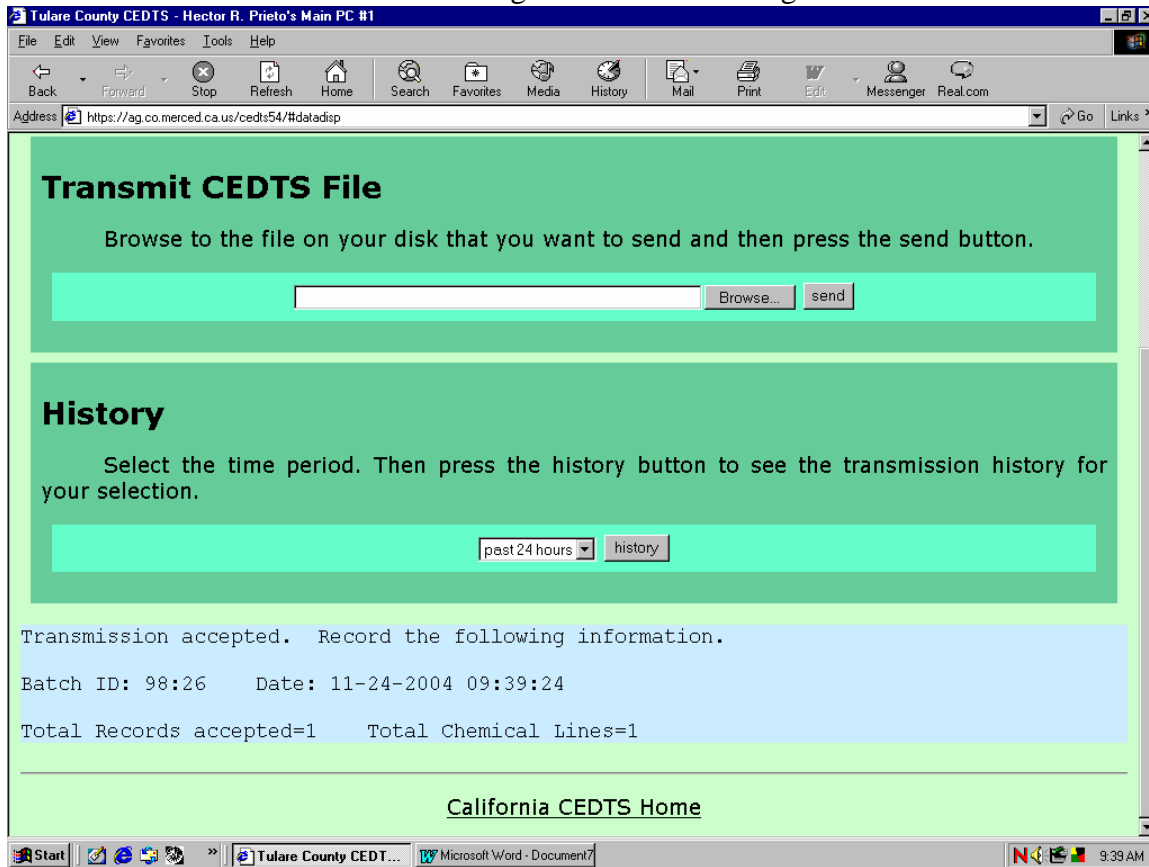 Tulare County CEDTS - Hector R. Prieto's Main PC #1
File Edit View Favorites Tools Help
Back Forward Stop Refresh Home Search Favorites Media History Mail Print Edit Messenger Real.com
Address https://ag.co.merced.ca.us/cedts54/#datadisp Go Links
Transmit CEDTS File
Browse to the file on your disk that you want to send and then press the send button.
Browse... send
History
Select the time period. Then press the history button to see the transmission history for
your selection.
past 24 hours history
Transmission accepted. Record the following information.
Batch ID: 98:26 Date: 11-24-2004 09:39:24
Total Records accepted=1 Total Chemical Lines=1
California CEDTS Home
Start » Tulare County CEDT... Microsoft Word - Document7 N 9:39 AM